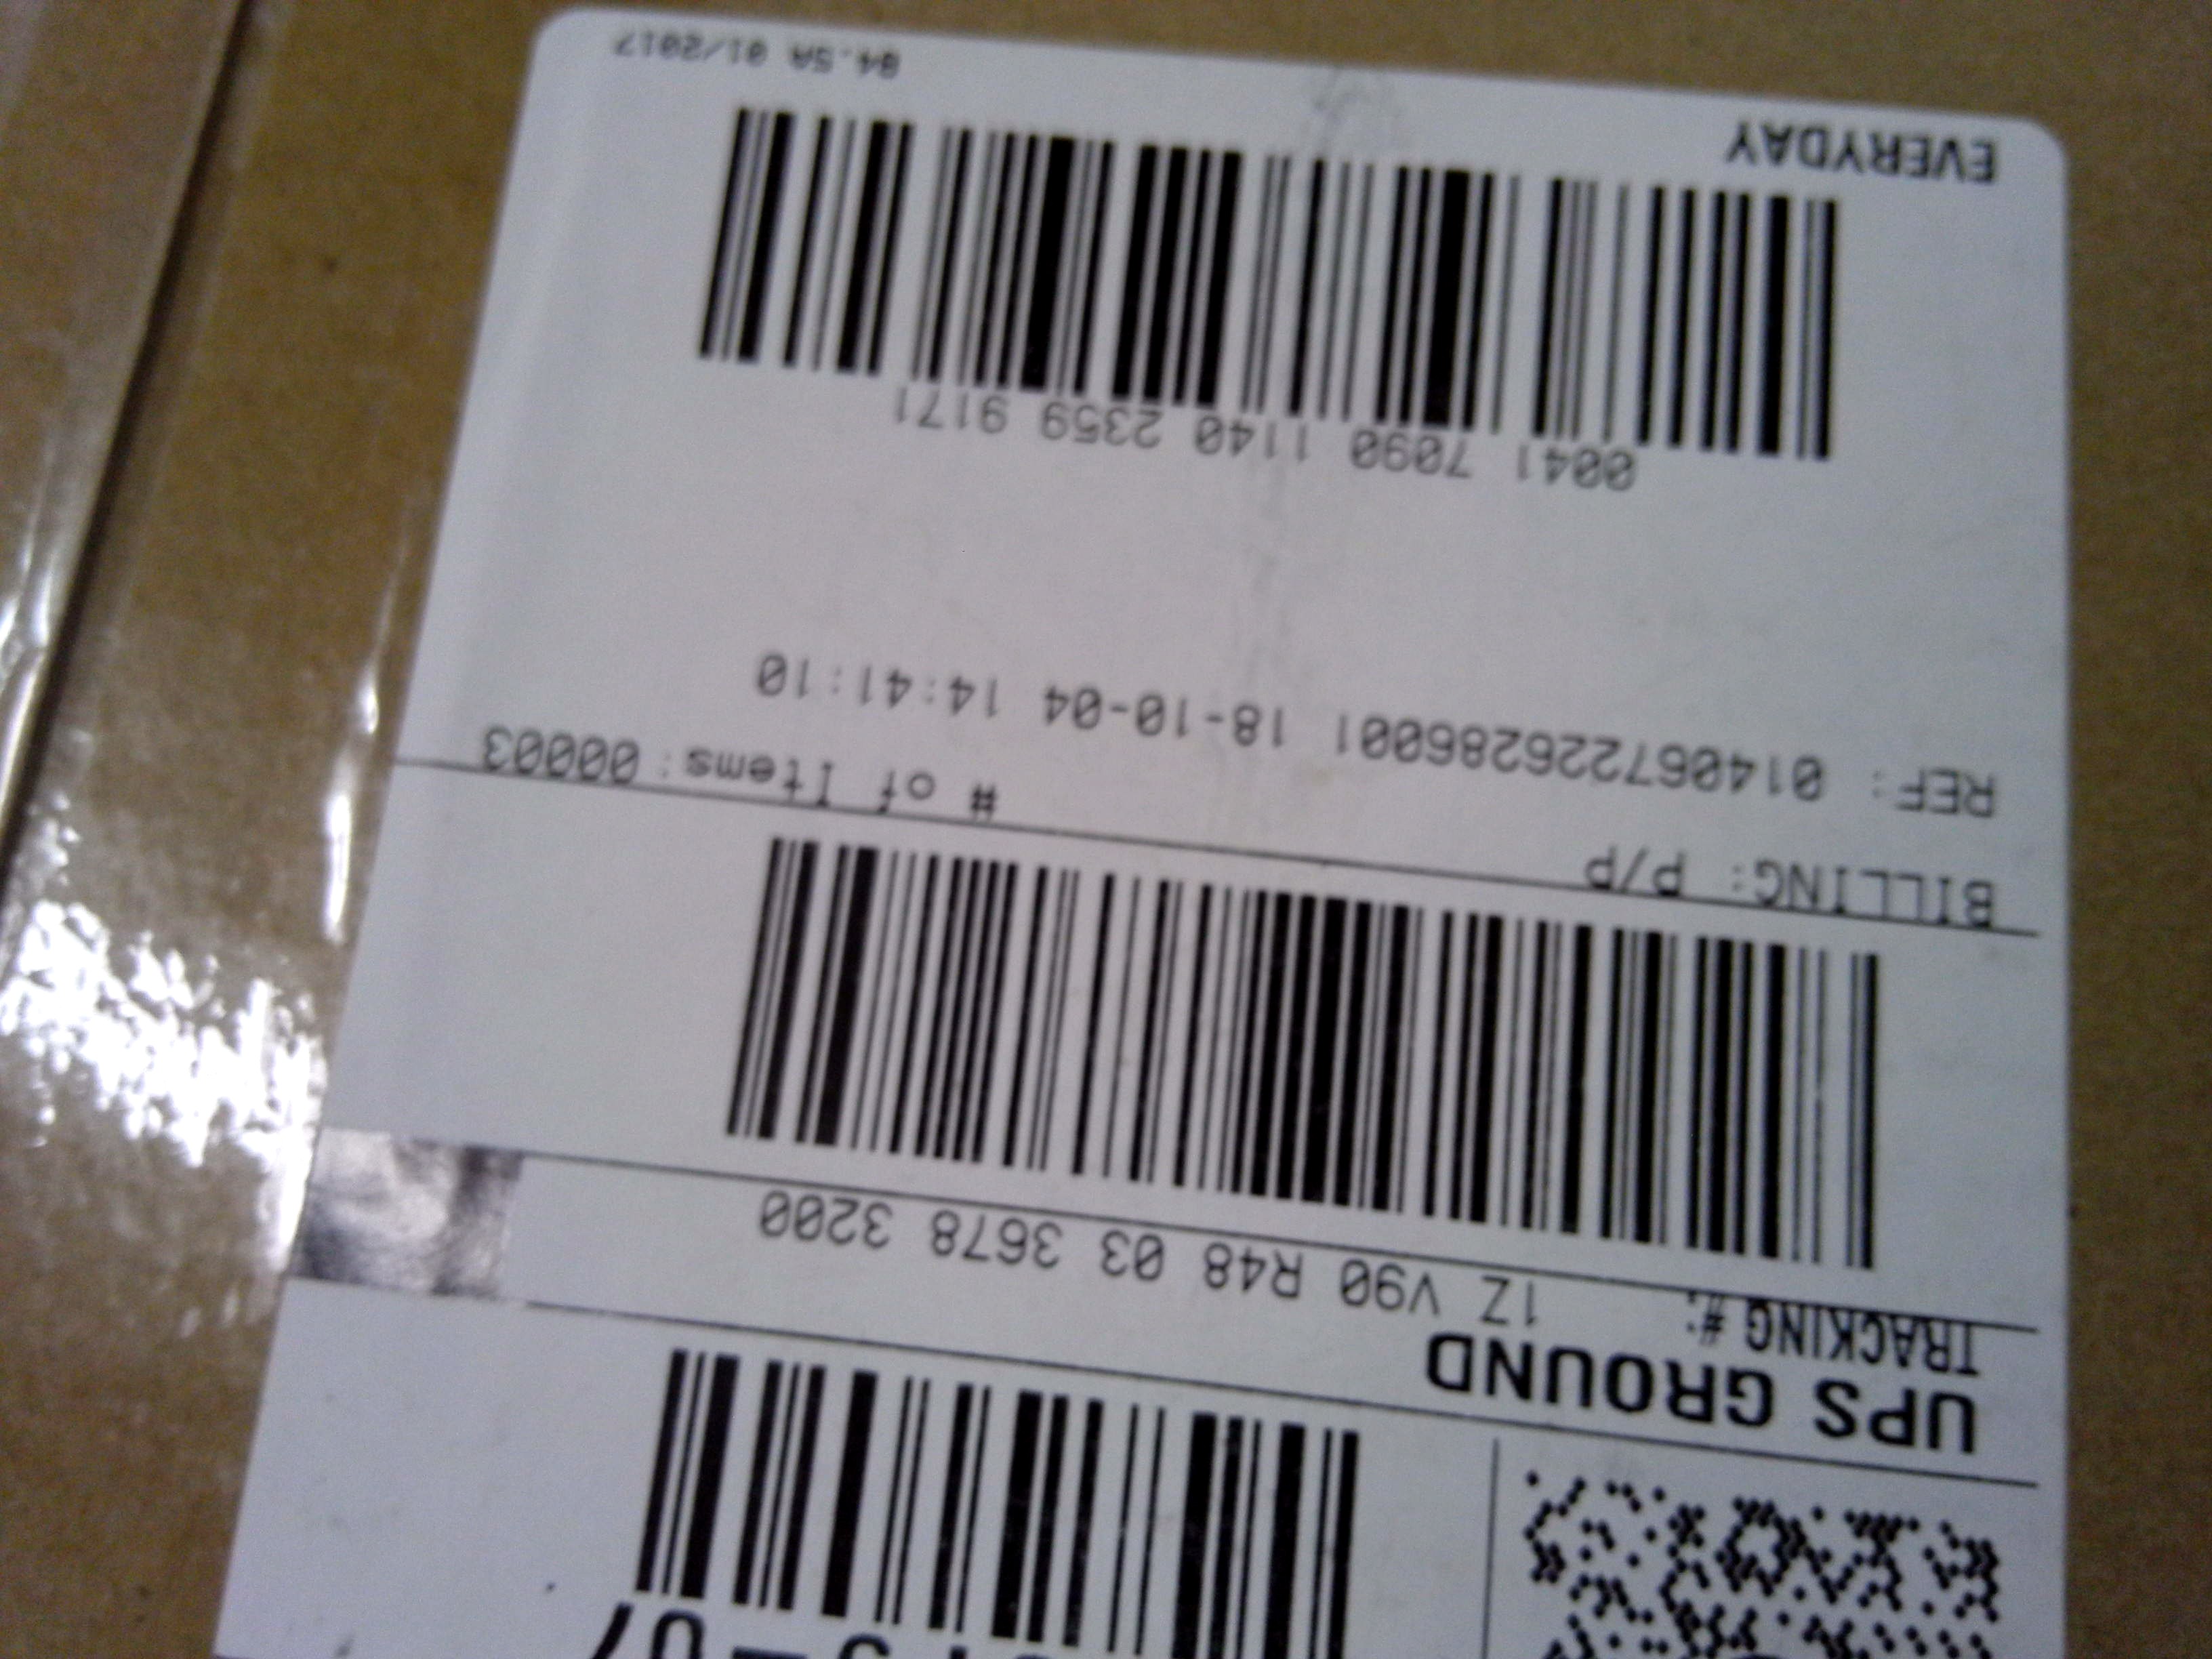 UPS GROUND
TRACKING #: 1Z V90 R48 03 3678 3200
BILLING: P/P
# of Items: 00003
REF: 014067226286001 18-10-04 14:41:10
0041 7090 1140 2359 9171
EVERYDAY
04.5A 01/2017